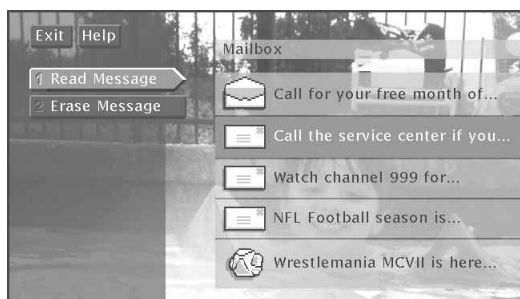 Exit Help
1 Read Message
2 Erase Message
Mailbox
Call for your free month of...
Call the service center if you...
Watch channel 999 for...
NFL Football season is...
Wrestlemania MCVII is here...